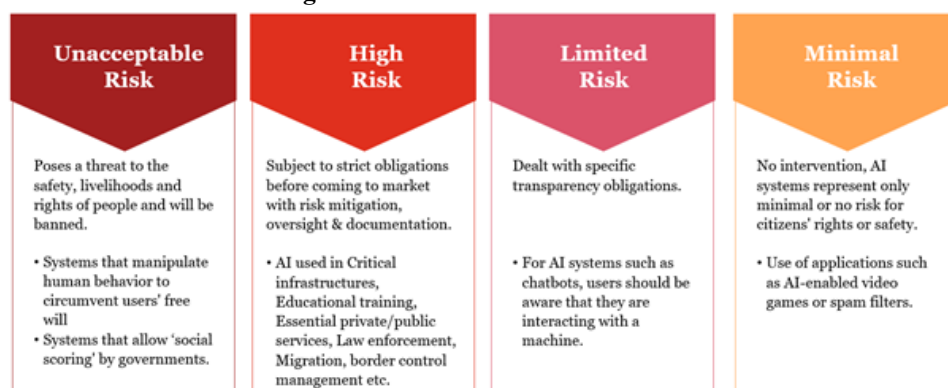 Unacceptable
Risk
Poses a threat to the
safety, livelihoods and
rights of people and will be
banned.
• Systems that manipulate
human behavior to
circumvent users' free
will
• Systems that allow 'social
scoring' by governments.
High
Risk
Subject to strict obligations
before coming to market
with risk mitigation,
oversight & documentation.
• AI used in Critical
infrastructures,
Educational training,
Essential private/public
services, Law enforcement,
Migration, border control
management etc.
Limited
Risk
Dealt with specific
transparency obligations.
• For AI systems such as
chatbots, users should be
aware that they are
interacting with a
machine.
Minimal
Risk
No intervention, AI
systems represent only
minimal or no risk for
citizens' rights or safety.
• Use of applications such
as AI-enabled video
games or spam filters.